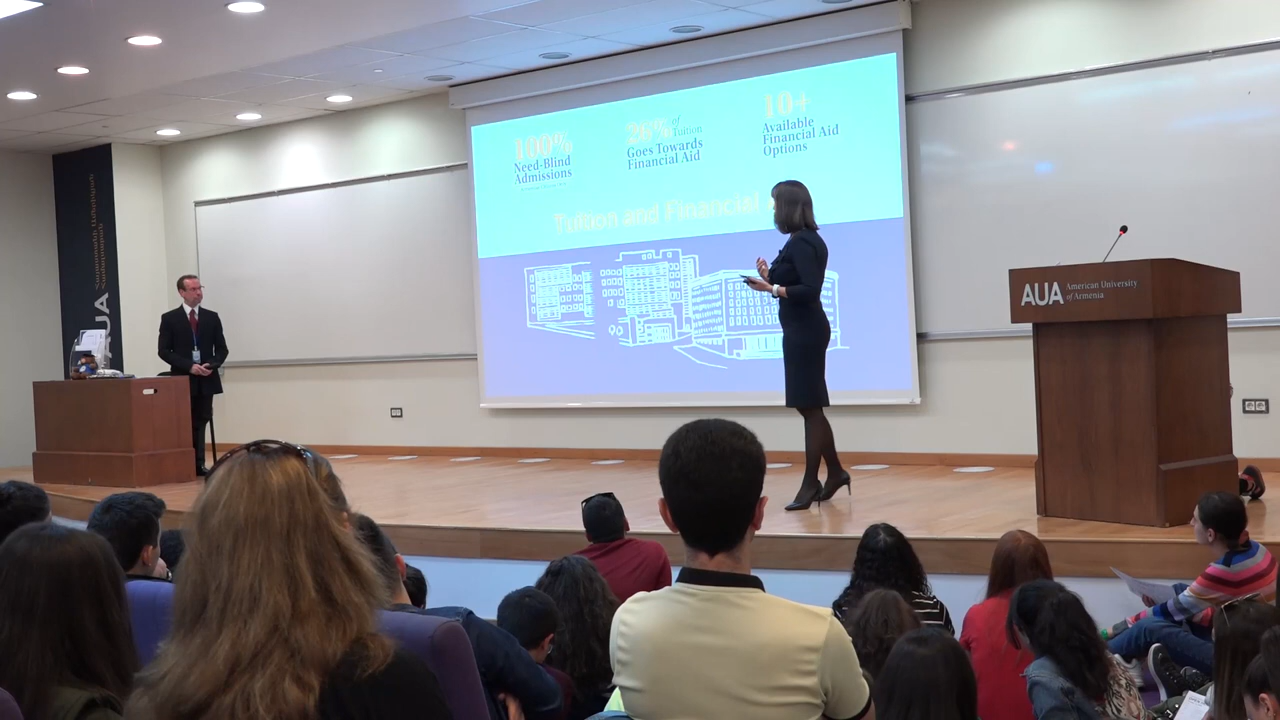 100%
Need-Blind
Admissions
28% of
Tuition
Goes Towards
Financial Aid
10+
Available
Financial Aid
Options
Tuition and Financial
AUA American University
of Armenia
AUA